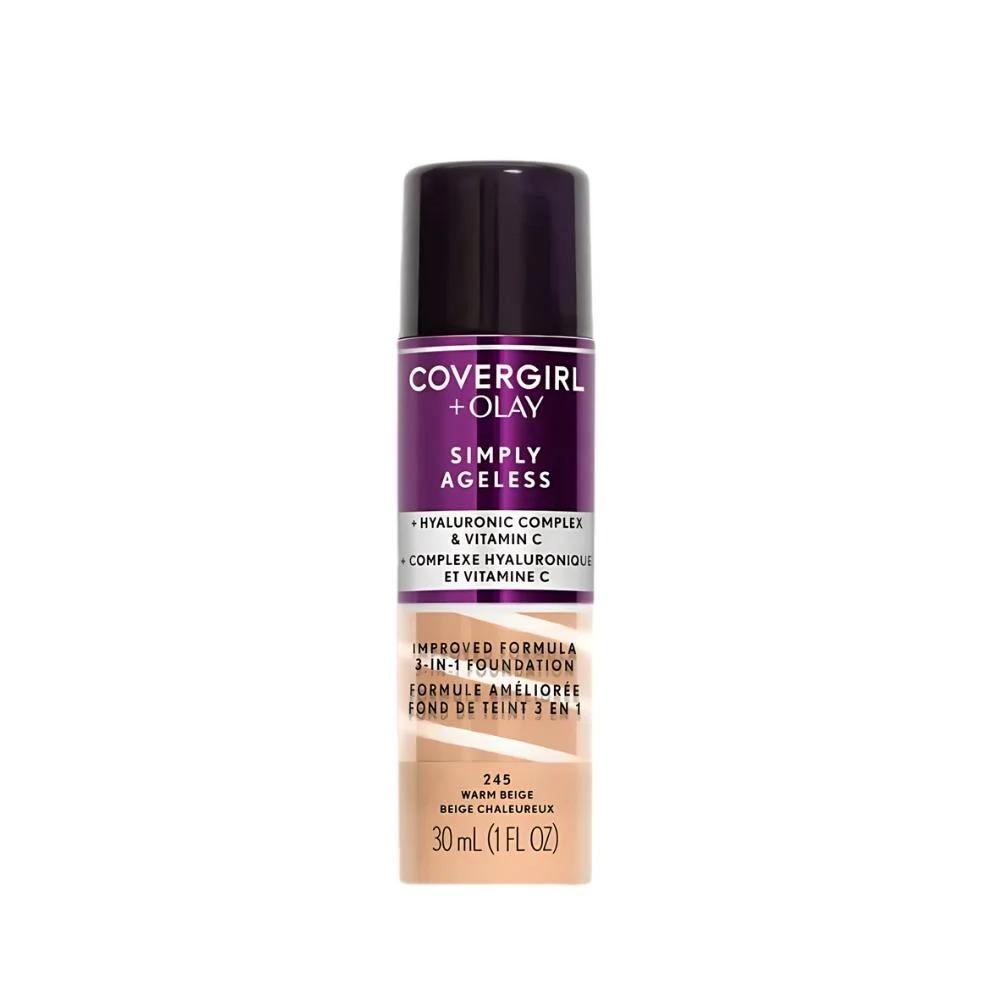 COVERGIRL
+ OLAY
SIMPLY
AGELESS
+ HYALURONIC COMPLEX
& VITAMIN C
+ COMPLEXE HYALURONIQUE
ET VITAMINE C
IMPROVED FORMULA
3-IN-1 FOUNDATION
FORMULE AMÉLIORÉE
FOND DE TEINT 3 EN 1
245
WARM BEIGE
BEIGE CHALEUREUX
30 mL (1 FL OZ)